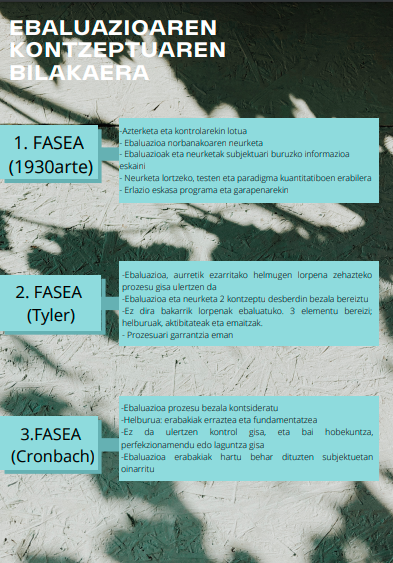 EBALUAZIOAREN
KONTZEPTUAREN
BILAKAERA
1. FASEA
(1930arte)
-Azterketa eta kontrolarekin lotua
- Ebaluazioa norbanakoaren neurketa
- Ebaluazioak eta neurketak subjektuari buruzko informazioa
eskaini
- Neurketa lortzeko, testen eta paradigma kuantitatiboen erabilera
- Erlazio eskasa programa eta garapenarekin
2. FASEA
(Tyler)
-Ebaluazioa, aurretik ezarritako helmugen lorpena zehazteko
prozesu gisa ulertzen da
-Ebaluazioa eta neurketa 2 kontzeptu desberdin bezala bereiztu
-Ez dira bakarrik lorpenak ebaluatuko. 3 elementu bereizi;
helburuak, aktibitateak eta emaitzak.
- Prozesuari garrantzia eman
3.FASEA
(Cronbach)
-Ebaluazioa prozesu bezala kontsideratu
-Helburua: erabakiak erraztea eta fundamentatzea
-Ez da ulertzen kontrol gisa, eta bai hobekuntza,
perfekzionamendu edo laguntza gisa
-Ebaluazioa erabakiak hartu behar dituzten subjektuetan
oinarritu